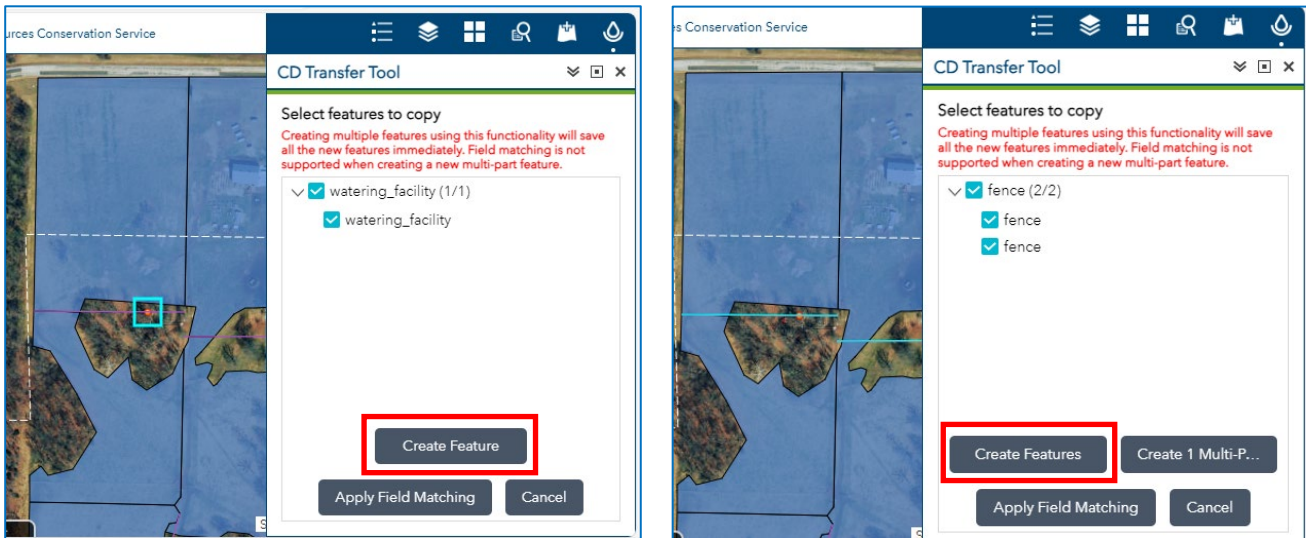 urces Conservation Service
CD Transfer Tool
Select features to copy
Creating multiple features using this functionality will save
all the new features immediately. Field matching is not
supported when creating a new multi-part feature.
watering_facility (1/1)
watering_facility
Create Feature
Apply Field Matching
Cancel
S
s Conservation Service
CD Transfer Tool
Select features to copy
Creating multiple features using this functionality will save
all the new features immediately. Field matching is not
supported when creating a new multi-part feature.
fence (2/2)
fence
fence
Create Features
Create 1 Multi-P...
Apply Field Matching
Cancel
S